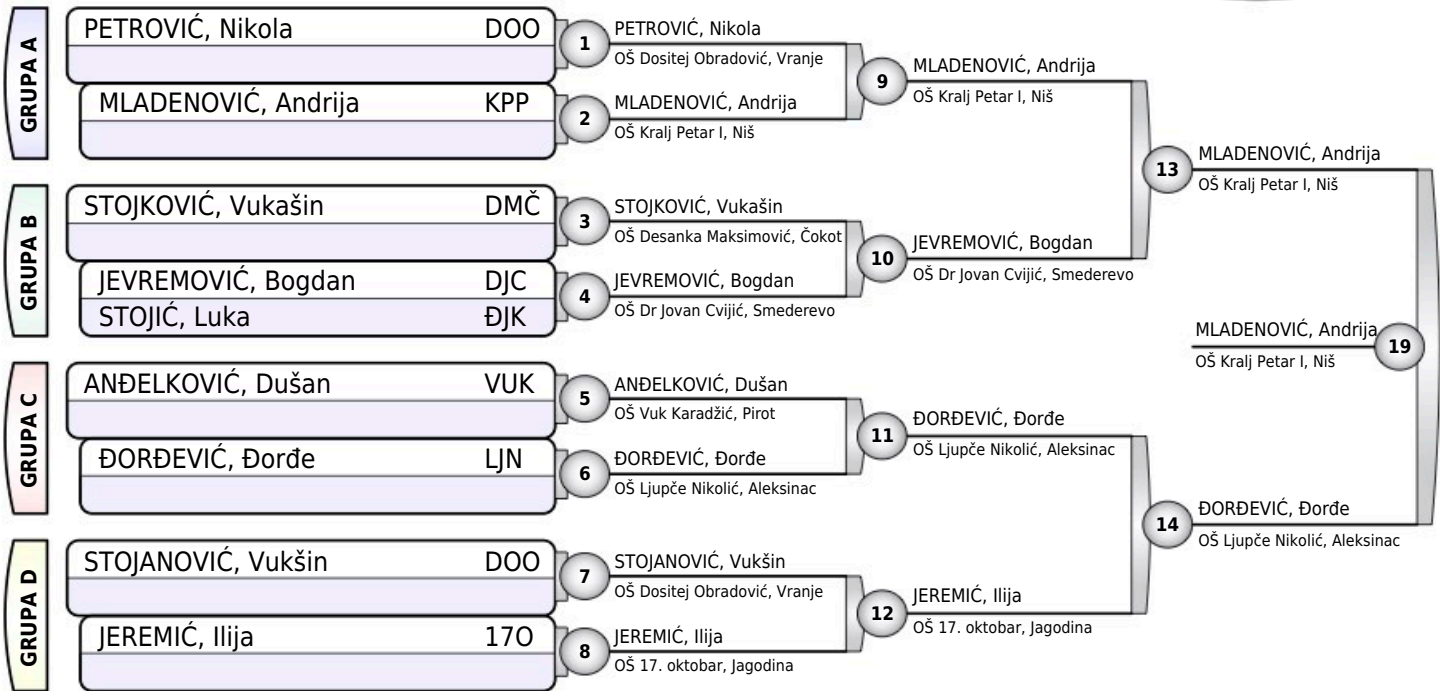 GRUPA A
PETROVIĆ, Nikola DOO
MLADENOVIĆ, Andrija KPP
GRUPA B
STOJKOVIĆ, Vukašin DMČ
JEVREMOVIĆ, Bogdan DJC
STOJIĆ, Luka ĐJK
GRUPA C
ANĐELKOVIĆ, Dušan VUK
ĐORĐEVIĆ, Đorđe LJN
GRUPA D
STOJANOVIĆ, Vukšin DOO
JEREMIĆ, Ilija 17O
1
PETROVIĆ, Nikola
OŠ Dositej Obradović, Vranje
2
MLADENOVIĆ, Andrija
OŠ Kralj Petar I, Niš
3
STOJKOVIĆ, Vukašin
OŠ Desanka Maksimović, Čokot
4
JEVREMOVIĆ, Bogdan
OŠ Dr Jovan Cvijić, Smederevo
5
ANĐELKOVIĆ, Dušan
OŠ Vuk Karadžić, Pirot
6
ĐORĐEVIĆ, Đorđe
OŠ Ljupče Nikolić, Aleksinac
7
STOJANOVIĆ, Vukšin
OŠ Dositej Obradović, Vranje
8
JEREMIĆ, Ilija
OŠ 17. oktobar, Jagodina
9
MLADENOVIĆ, Andrija
OŠ Kralj Petar I, Niš
10
JEVREMOVIĆ, Bogdan
OŠ Dr Jovan Cvijić, Smederevo
11
ĐORĐEVIĆ, Đorđe
OŠ Ljupče Nikolić, Aleksinac
12
JEREMIĆ, Ilija
OŠ 17. oktobar, Jagodina
13
MLADENOVIĆ, Andrija
OŠ Kralj Petar I, Niš
14
ĐORĐEVIĆ, Đorđe
OŠ Ljupče Nikolić, Aleksinac
MLADENOVIĆ, Andrija
OŠ Kralj Petar I, Niš
19